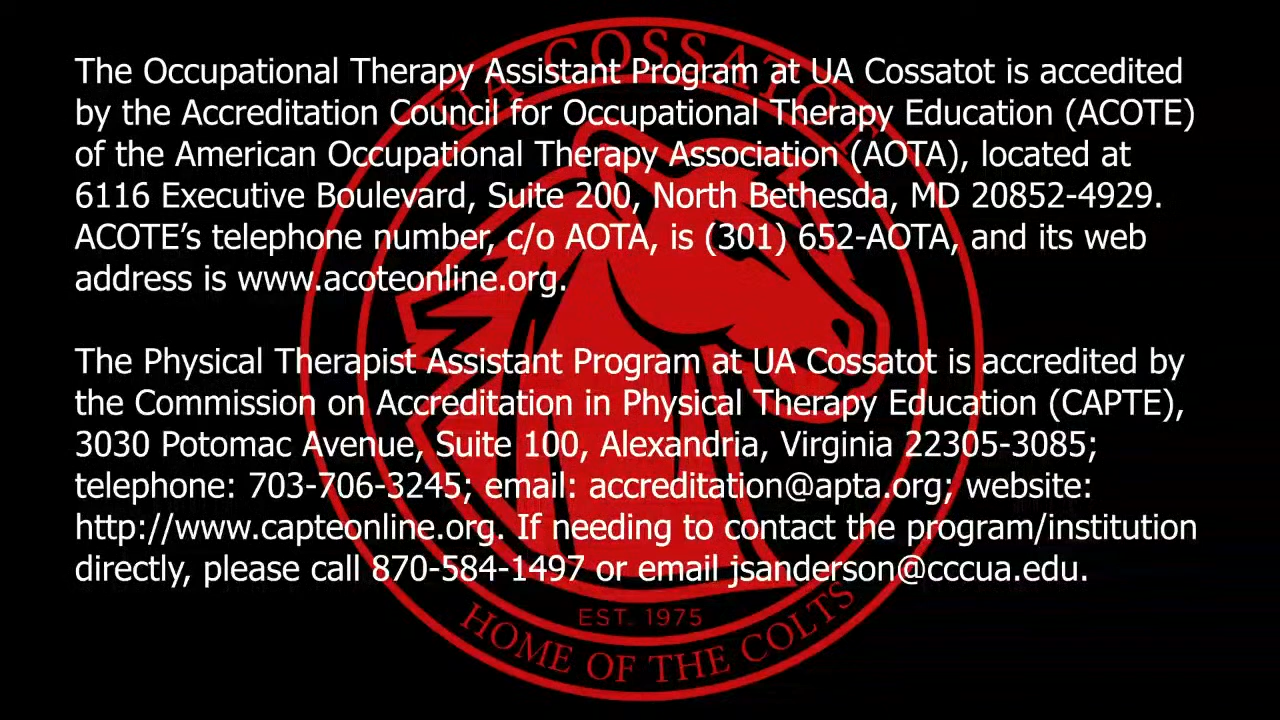 UA COSSATOT
The Occupational Therapy Assistant Program at UA Cossatot is accedited
by the Accreditation Council for Occupational Therapy Education (ACOTE)
of the American Occupational Therapy Association (AOTA), located at
6116 Executive Boulevard, Suite 200, North Bethesda, MD 20852-4929.
ACOTE’s telephone number, c/o AOTA, is (301) 652-AOTA, and its web
address is www.acoteonline.org.
The Physical Therapist Assistant Program at UA Cossatot is accredited by
the Commission on Accreditation in Physical Therapy Education (CAPTE),
3030 Potomac Avenue, Suite 100, Alexandria, Virginia 22305-3085;
telephone: 703-706-3245; email: accreditation@apta.org; website:
http://www.capteonline.org. If needing to contact the program/institution
directly, please call 870-584-1497 or email jsanderson@cccua.edu.
EST. 1975
HOME OF THE COLTS